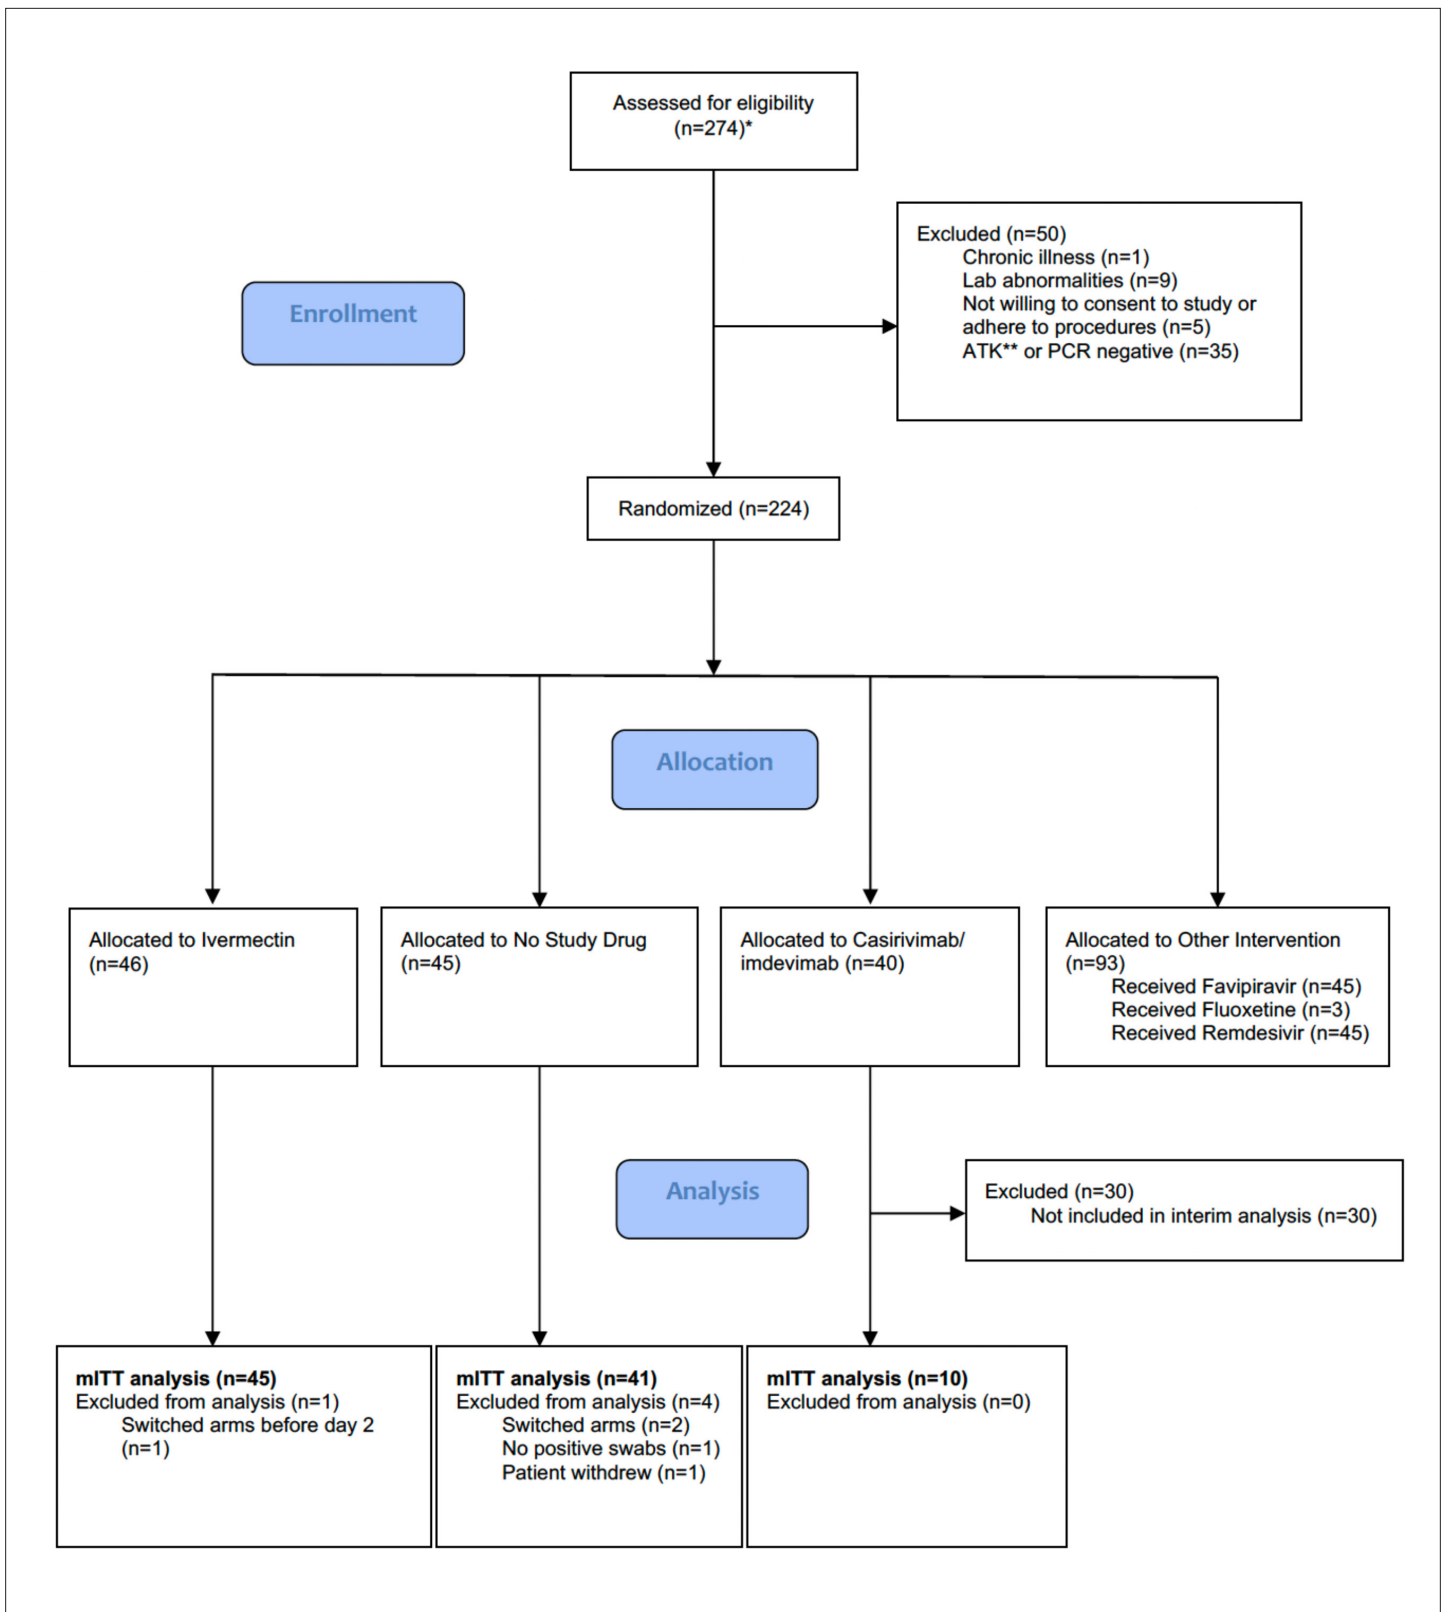 Assessed for eligibility
(n=274)*
Excluded (n=50)
Chronic illness (n=1)
Lab abnormalities (n=9)
Not willing to consent to study or
adhere to procedures (n=5)
ATK** or PCR negative (n=35)
Enrollment
Randomized (n=224)
Allocation
Allocated to Ivermectin
(n=46)
Allocated to No Study Drug
(n=45)
Allocated to Casirivimab/
imdevimab (n=40)
Allocated to Other Intervention
(n=93)
Received Favipiravir (n=45)
Received Fluoxetine (n=3)
Received Remdesivir (n=45)
Analysis
Excluded (n=30)
Not included in interim analysis (n=30)
mITT analysis (n=45)
Excluded from analysis (n=1)
Switched arms before day 2
(n=1)
mITT analysis (n=41)
Excluded from analysis (n=4)
Switched arms (n=2)
No positive swabs (n=1)
Patient withdrew (n=1)
mITT analysis (n=10)
Excluded from analysis (n=0)